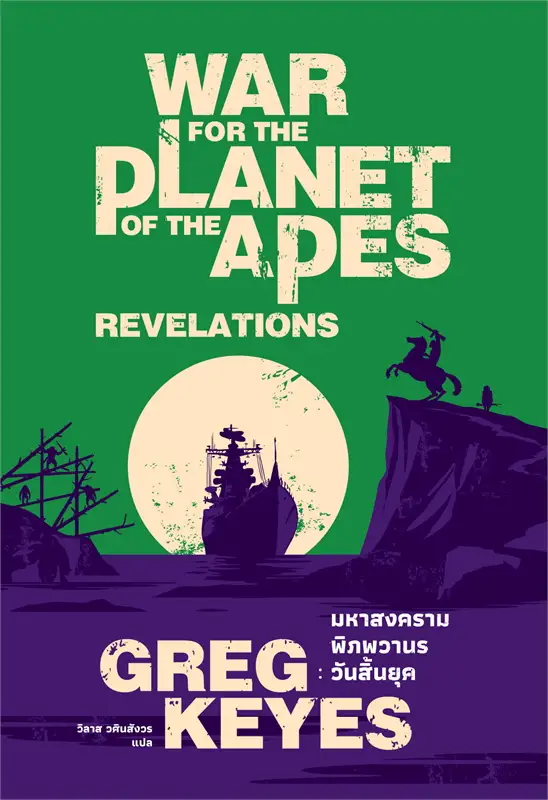 WAR
FOR THE
PLANET
OF THE
APES
REVELATIONS
มหาสงคราม
พิภพวานร
: วันสิ้นยุค
GREG
KEYES
วิลาส วศินสังวร
แปล